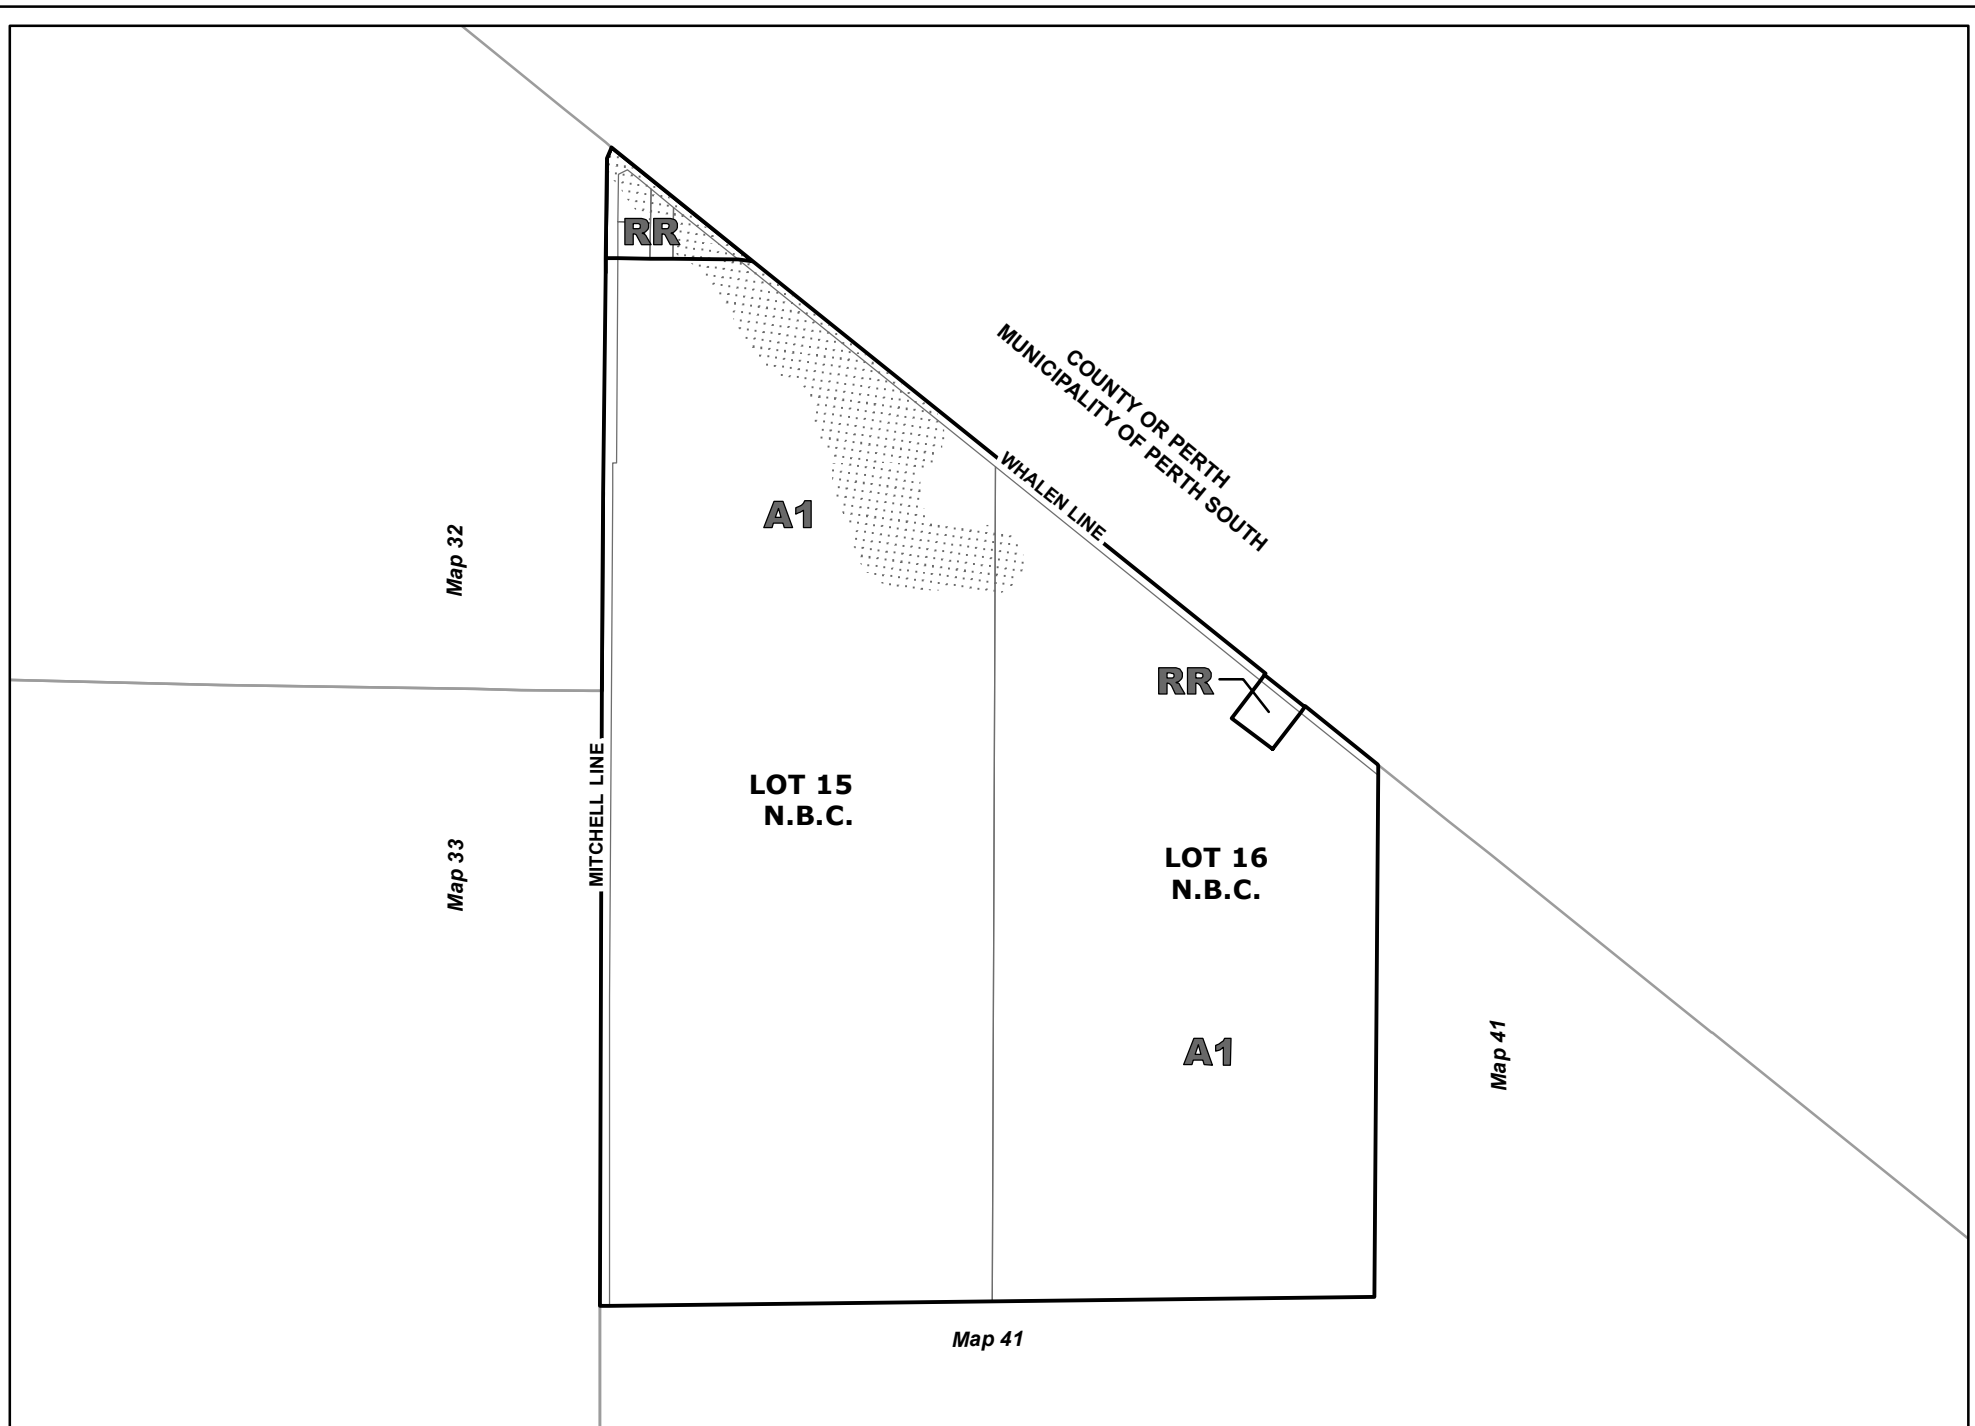 RR
COUNTY OR PERTH
MUNICIPALITY OF PERTH SOUTH
WHALEN LINE
A1
Map 32
RR
MITCHELL LINE
LOT 15
N.B.C.
Map 33
LOT 16
N.B.C.
A1
Map 41
Map 41